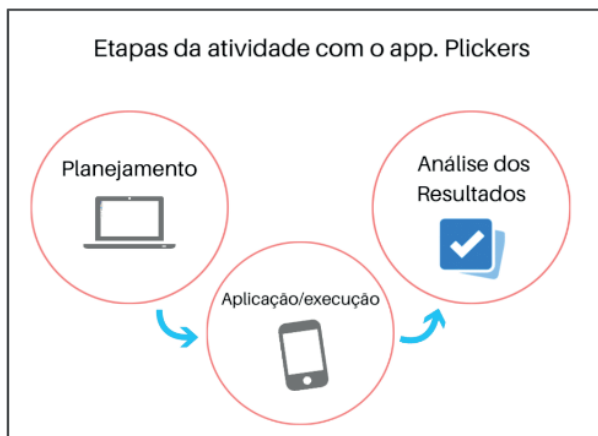 Etapas da atividade com o app. Plickers
Planejamento
Aplicação/execução
Análise dos
Resultados